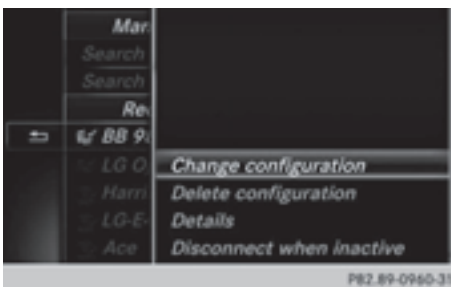 Mar
Search
Search
Re
BB 9
LG O
Change configuration
Harri
Delete configuration
LG-E
Details
Ace
Disconnect when inactive
P82.89-0960-31